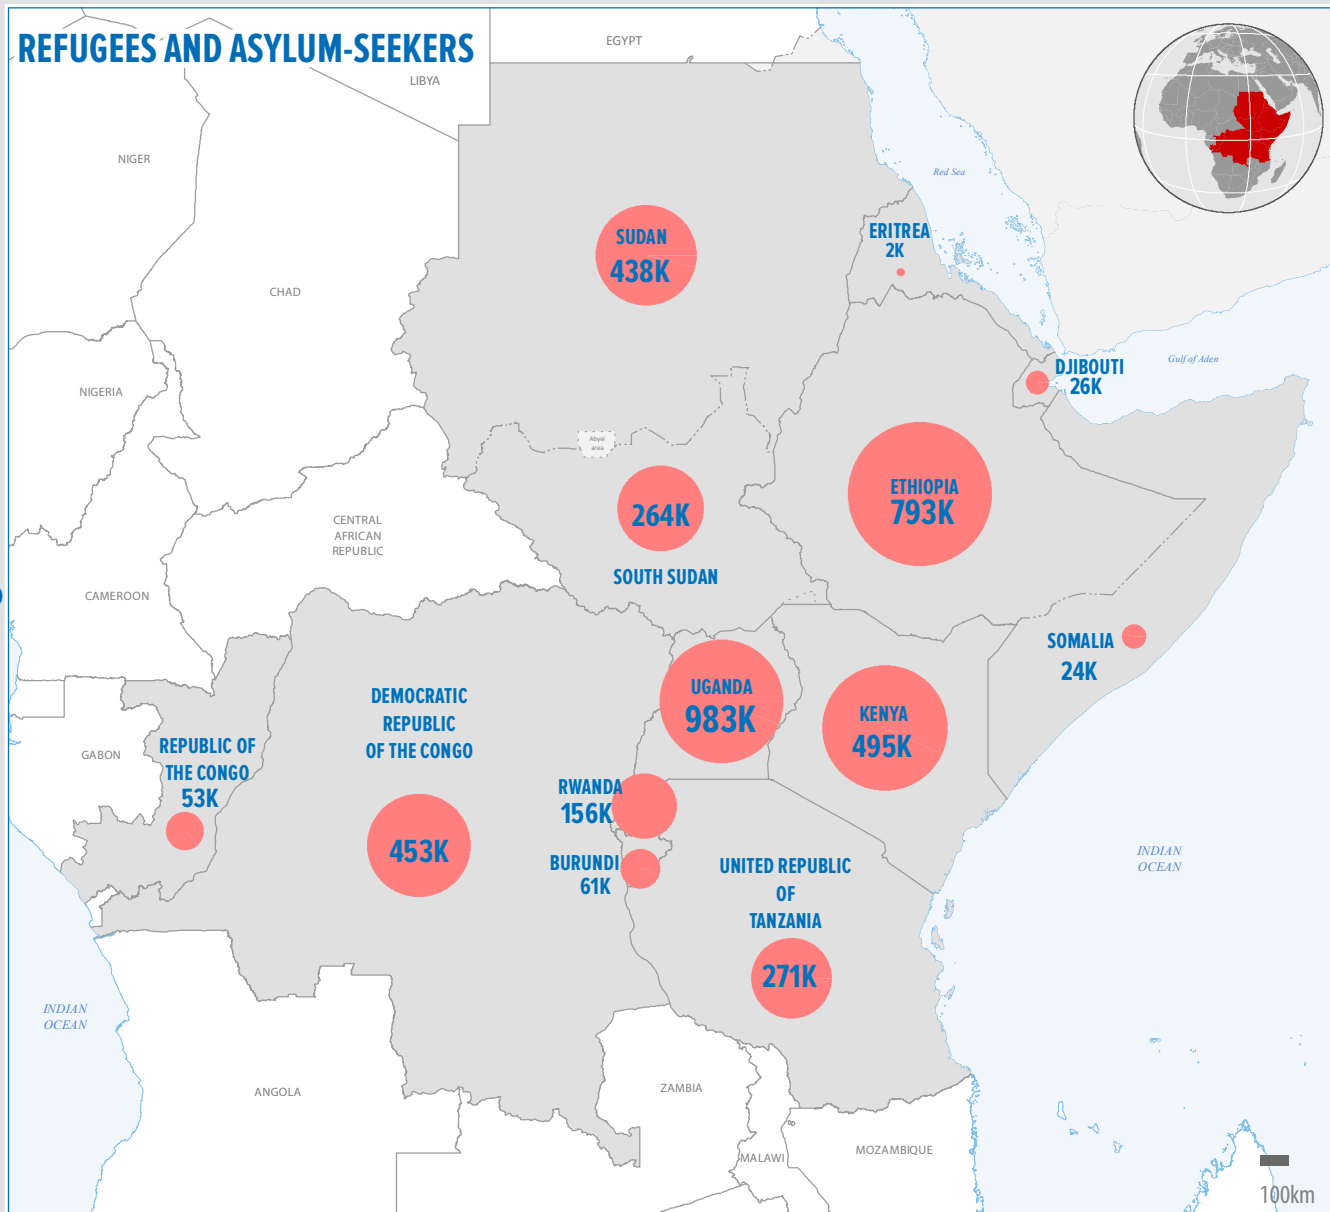 REFUGEES AND ASYLUM-SEEKERS
EGYPT
LIBYA
NIGER
Red Sea
SUDAN
438K
ERITREA
2K
CHAD
Gulf of Aden
DJIBOUTI
26K
NIGERIA
Abyei
area
ETHIOPIA
793K
264K
CENTRAL
AFRICAN
REPUBLIC
SOUTH SUDAN
CAMEROON
SOMALIA
24K
DEMOCRATIC
REPUBLIC
OF THE CONGO
UGANDA
983K
KENYA
495K
GABON
REPUBLIC OF
THE CONGO
53K
RWANDA
156K
453K
BURUNDI
61K
UNITED REPUBLIC
OF
TANZANIA
271K
INDIAN
OCEAN
INDIAN
OCEAN
ANGOLA
ZAMBIA
MALAWI
MOZAMBIQUE
100km